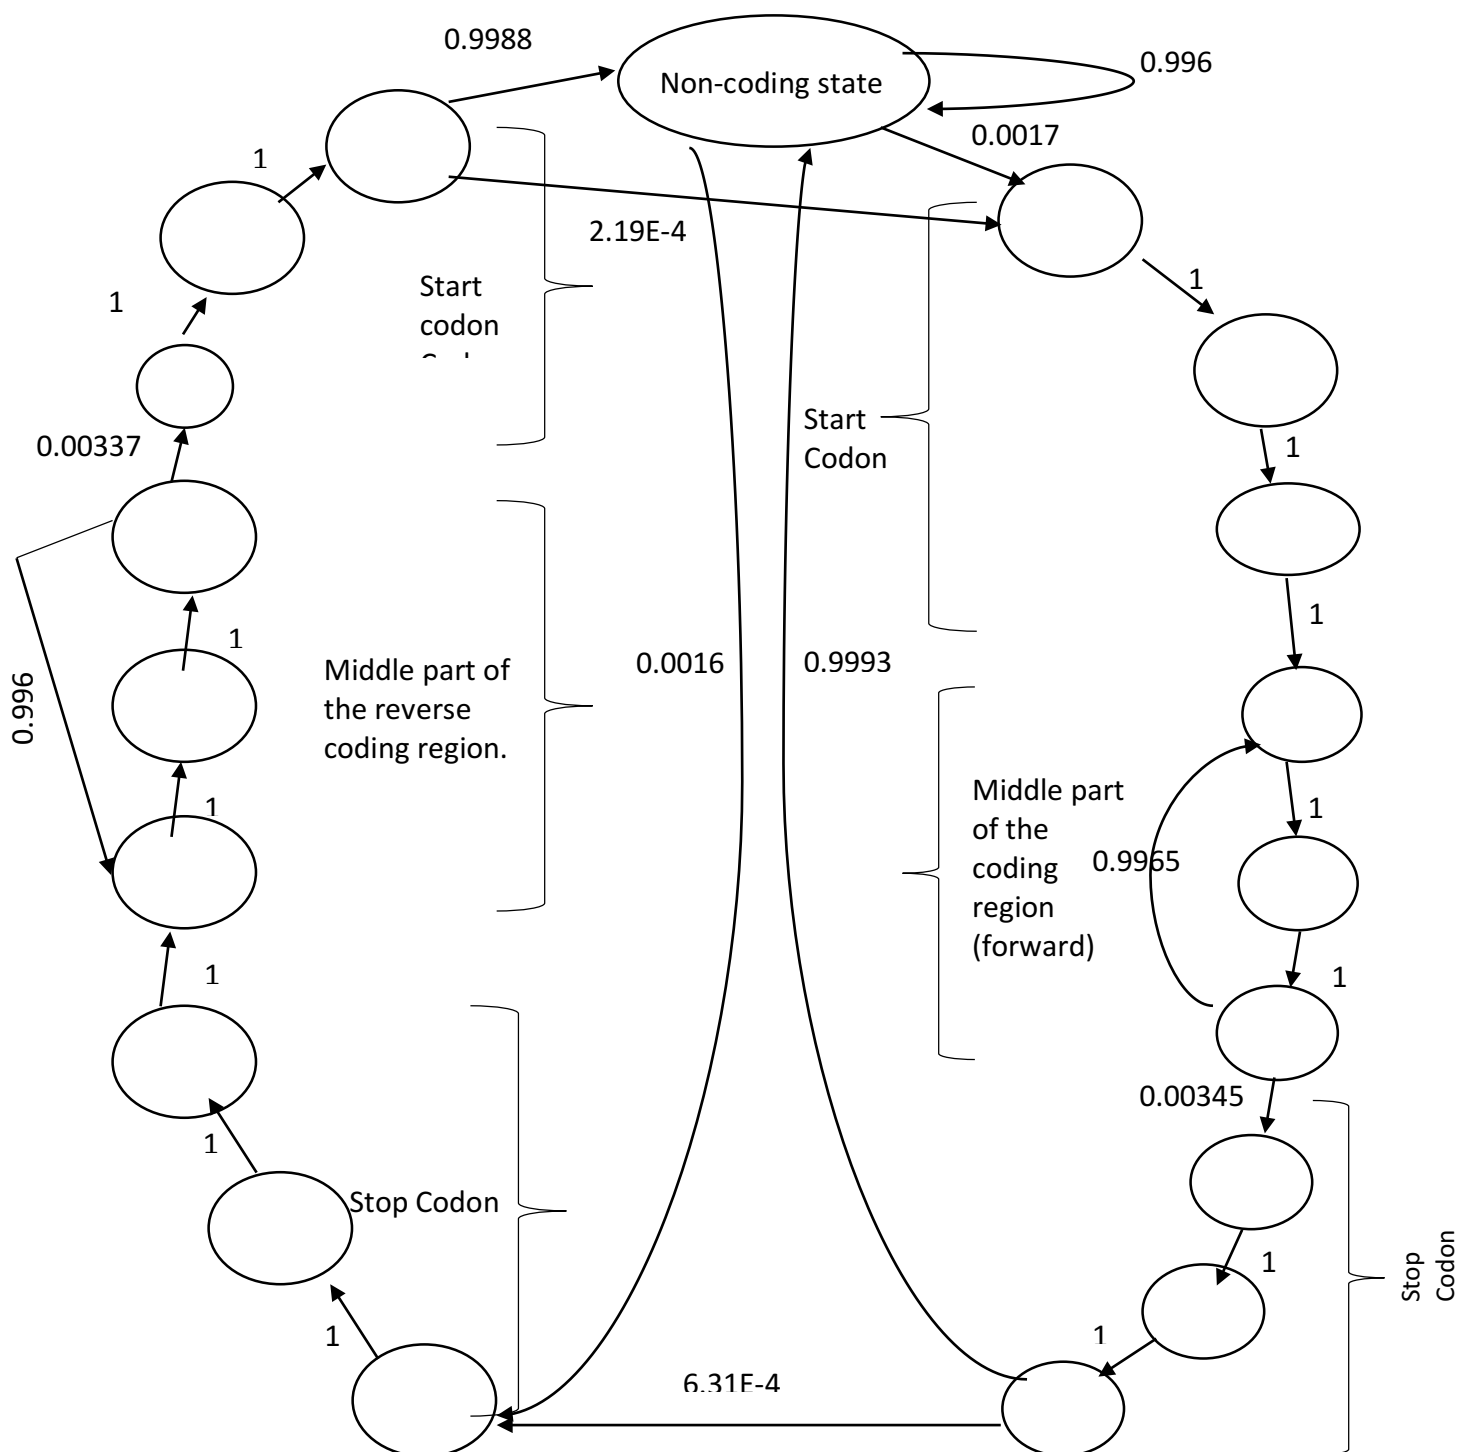 0.9988
Non-coding state
0.996
0.0017
1
2.19E-4
1
1
Start
codon
1
0.00337
Start
Codon
1
1
1
0.996
Middle part of
the reverse
coding region.
0.0016
0.9993
Middle part
of the
coding
region
(forward)
1
1
0.9965
1
1
0.00345
1
Stop Codon
1
Stop
Codon
1
1
6.31E-4